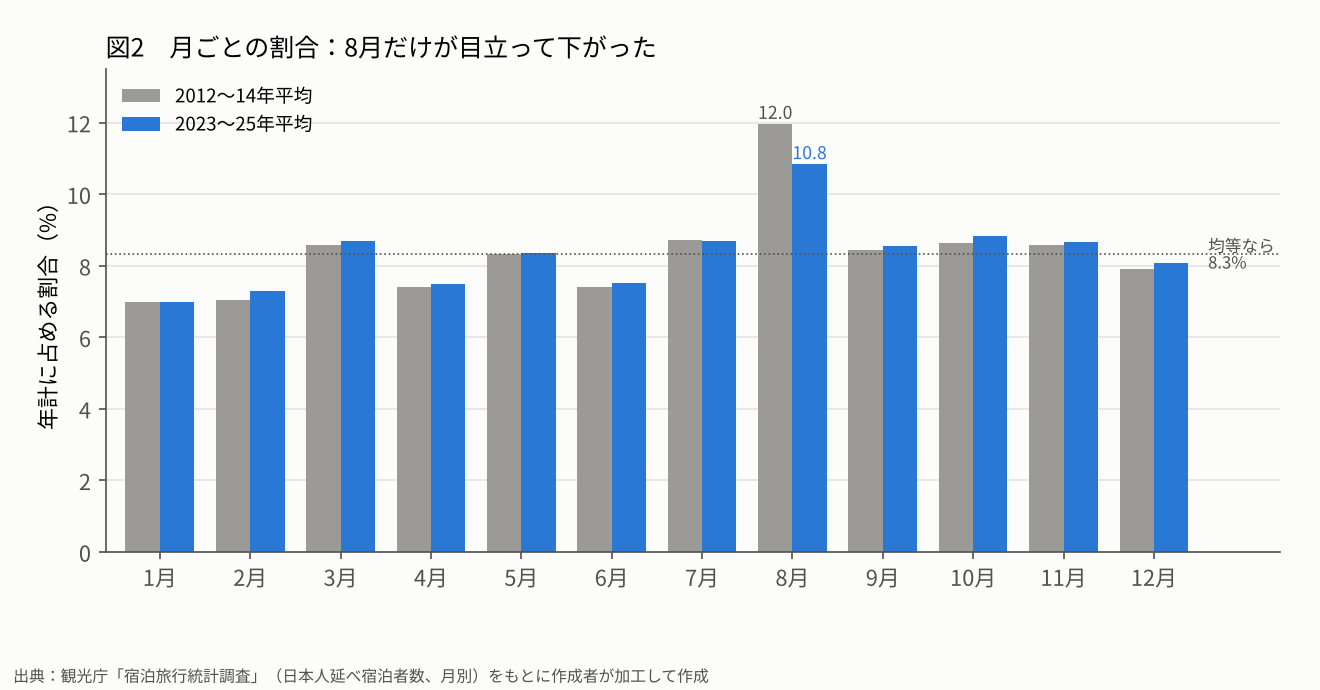 図2　月ごとの割合：8月だけが目立って下がった
2012～14年平均
2023～25年平均
年計に占める割合（%）
12
10
8
6
4
2
0
12.0
10.8
均等なら
8.3%
1月
2月
3月
4月
5月
6月
7月
8月
9月
10月
11月
12月
出典：観光庁「宿泊旅行統計調査」（日本人延べ宿泊者数、月別）をもとに作成者が加工して作成